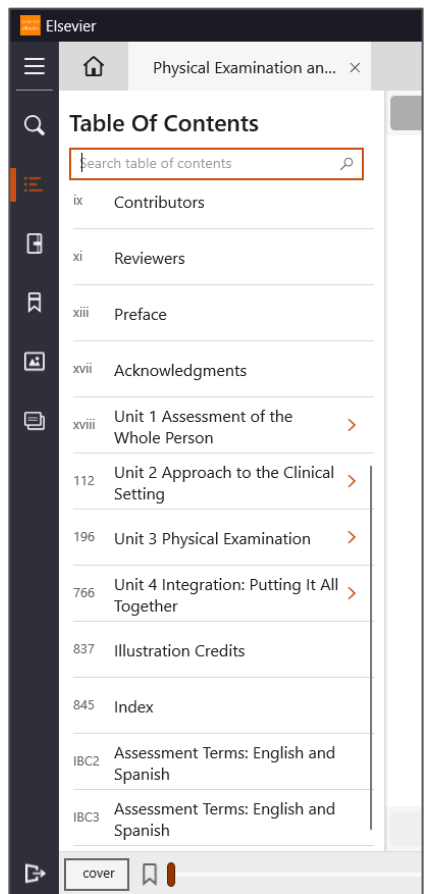 Elsevier
Physical Examination an...
Table Of Contents
Search table of contents
ix Contributors
xi Reviewers
xiii Preface
xvii Acknowledgments
xviii Unit 1 Assessment of the
Whole Person
112 Unit 2 Approach to the Clinical
Setting
196 Unit 3 Physical Examination
766 Unit 4 Integration: Putting It All
Together
837 Illustration Credits
845 Index
IBC2 Assessment Terms: English and
Spanish
IBC3 Assessment Terms: English and
Spanish
cover